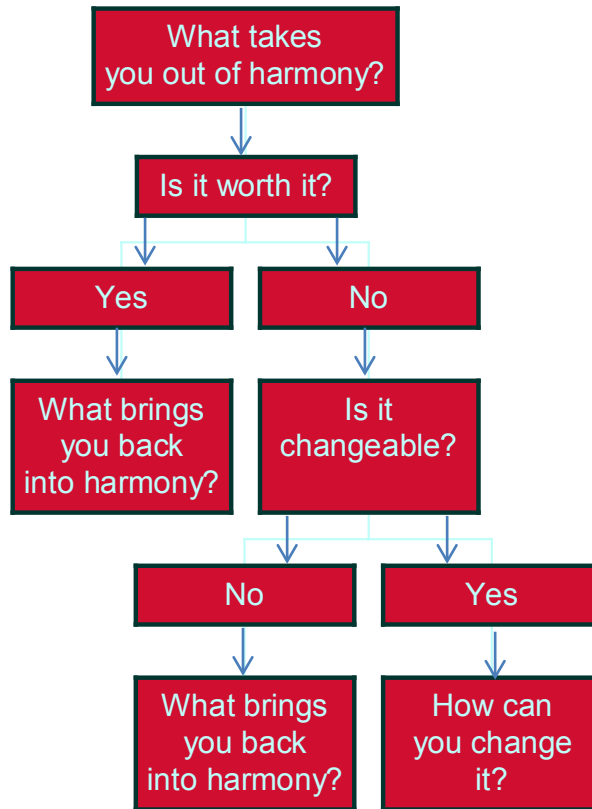 What takes
you out of harmony?
Is it worth it?
Yes
No
What brings
you back
into harmony?
Is it
changeable?
No
Yes
What brings
you back
into harmony?
How can
you change
it?